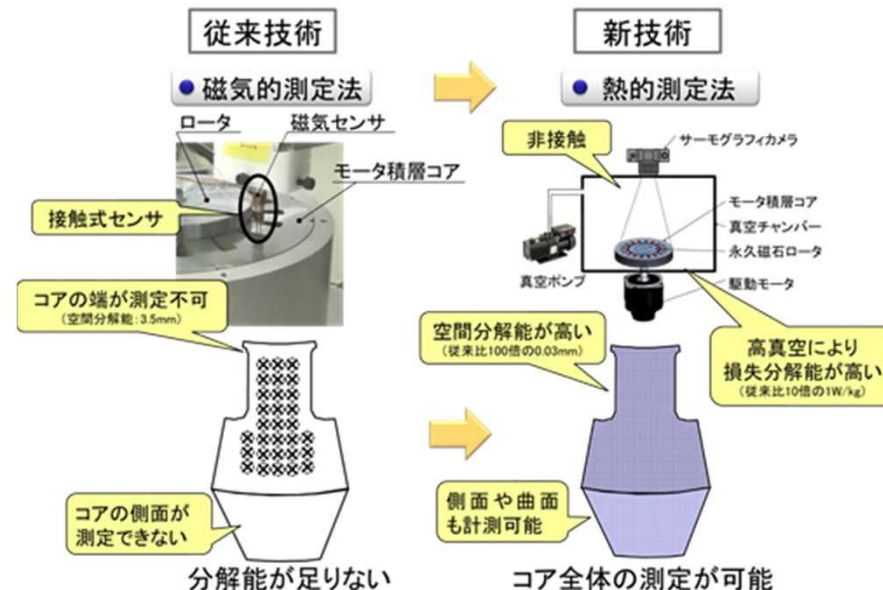 従来技術
新技術
● 磁気的測定法
● 熱的測定法
ロータ
磁気センサ
モータ積層コア
接触式センサ
コアの端が測定不可
(空間分解能:3.5mm)
コアの側面が
測定できない
分解能が足りない
非接触
サーモグラフィカメラ
モータ積層コア
真空チャンバー
永久磁石ロータ
真空ポンプ
駆動モータ
空間分解能が高い
(従来比100倍の0.03mm)
高真空により
損失分解能が高い
(従来比10倍の1W/kg)
側面や曲面
も計測可能
コア全体の測定が可能